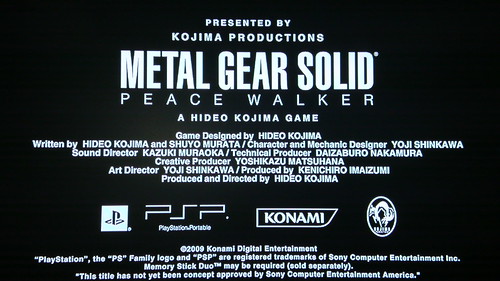 PRESENTED BY
KOJIMA PRODUCTIONS
METAL GEAR SOLID®
PEACE WALKER
A HIDEO KOJIMA GAME
Game Designed by HIDEO KOJIMA
Written by HIDEO KOJIMA and SHUYO MURATA / Character and Mechanic Designer YOJI SHINKAWA
Sound Director KAZUKI MURAOKA / Technical Producer DAIZABURO NAKAMURA
Creative Producer YOSHIKAZU MATSUHANA
Art Director YOJI SHINKAWA / Produced by KENICHIRO IMAIZUMI
Produced and Directed by HIDEO KOJIMA
PSP
PlayStation®Portable
KONAMI
©2009 Konami Digital Entertainment
"PlayStation", the "PS" Family logo and "PSP" are registered trademarks of Sony Computer Entertainment Inc.
Memory Stick Duo™ may be required (sold separately).
"This title has not yet been concept approved by Sony Computer Entertainment America."